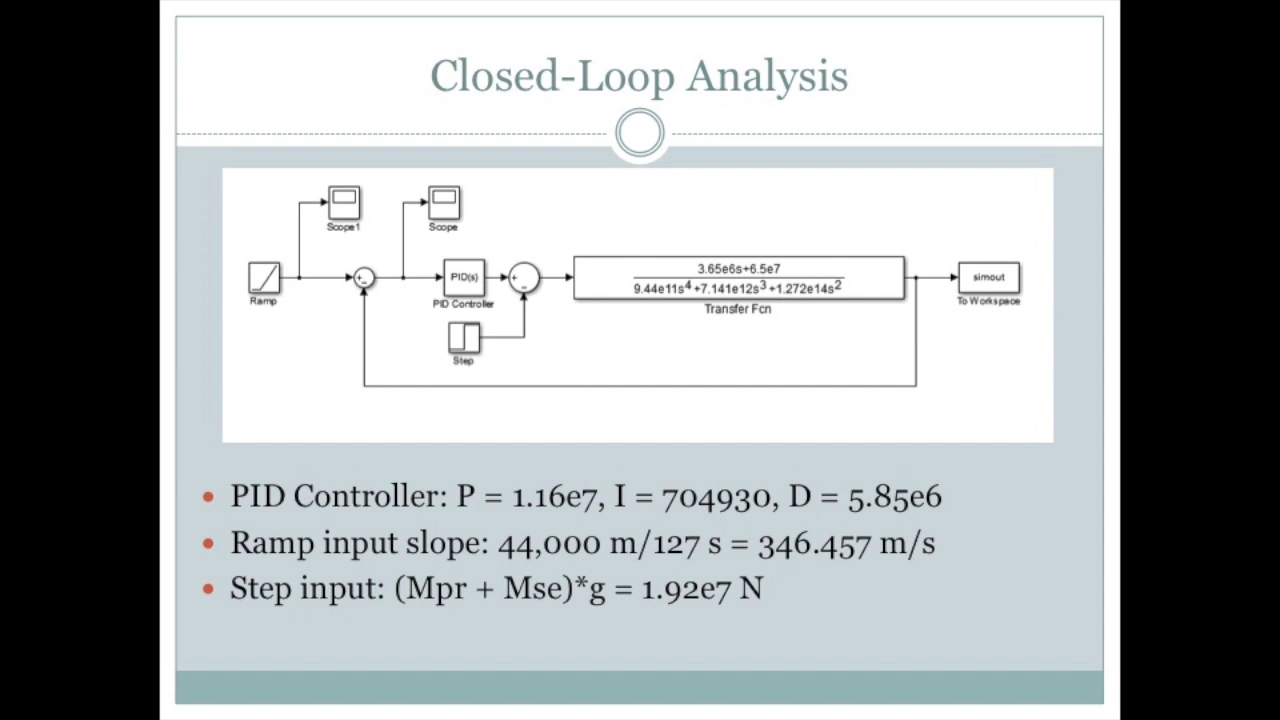 Closed-Loop Analysis
Scope1
Scope
Ramp
PID(s)
PID Controller
Step
3.65e6s+6.5e7
9.44e11s⁴+7.141e12s³+1.272e14s²
Transfer Fcn
simout
To Workspace
• PID Controller: P = 1.16e7, I = 704930, D = 5.85e6
• Ramp input slope: 44,000 m/127 s = 346.457 m/s
• Step input: (Mpr + Mse)*g = 1.92e7 N